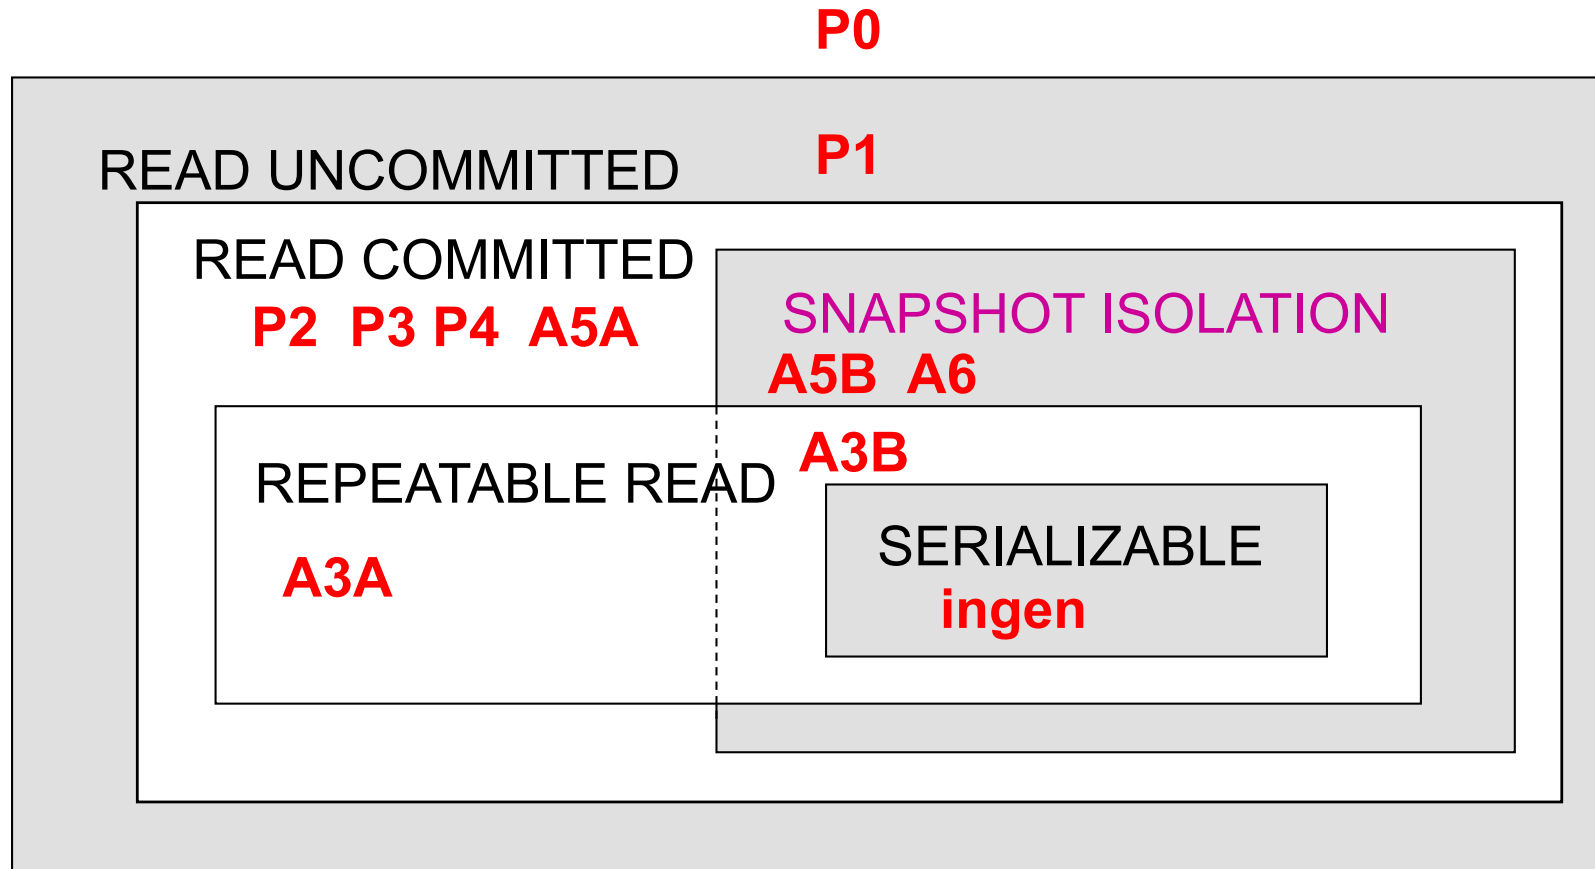 P0
READ UNCOMMITTED
P1
READ COMMITTED
P2 P3 P4 A5A
SNAPSHOT ISOLATION
A5B A6
REPEATABLE READ
A3B
A3A
SERIALIZABLE
ingen